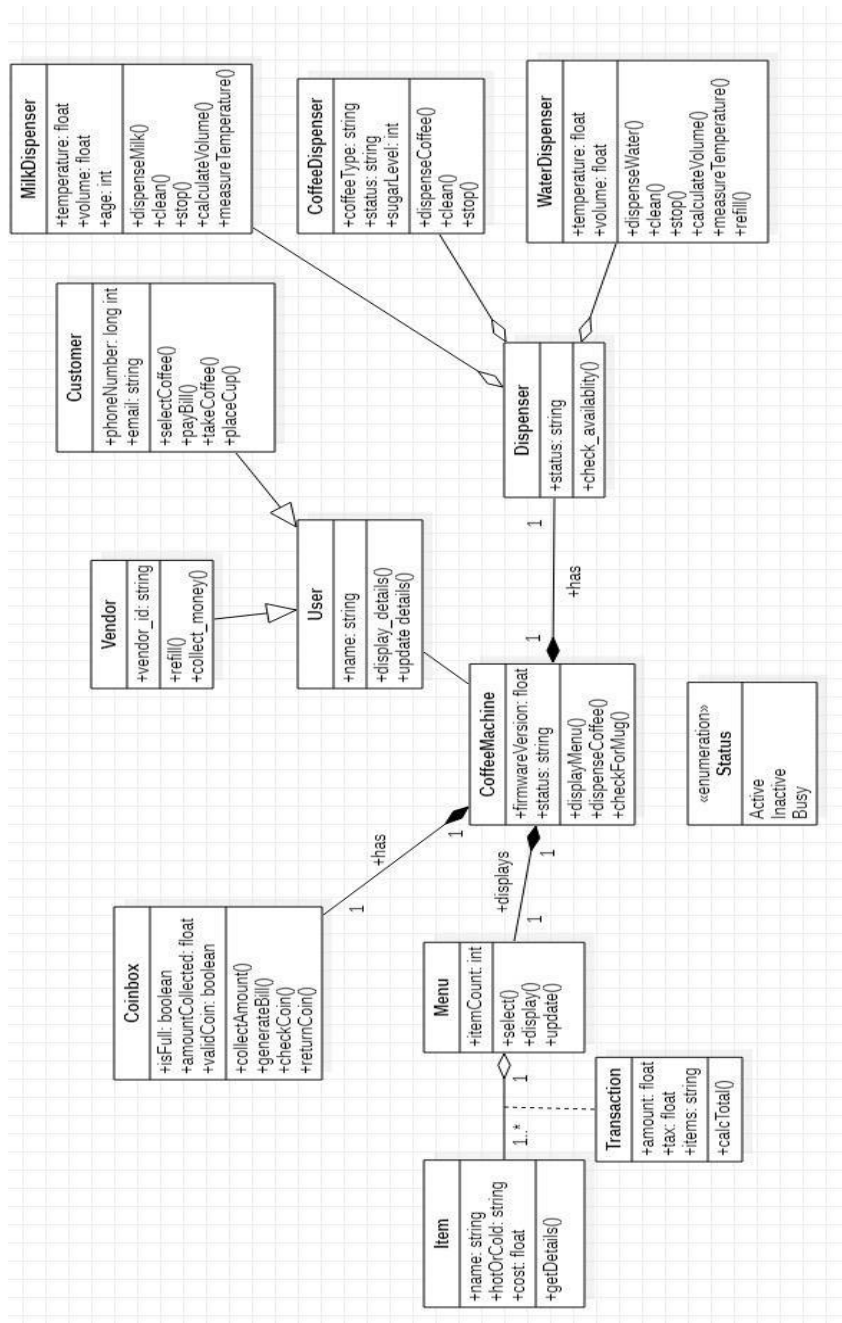 Item
+name: string
+hotOrCold: string
+cost: float
+getDetails()
1..*
1
Transaction
+amount: float
+tax: float
+items: string
+calcTotal()
Menu
+itemCount: int
+select()
+display()
+update()
1
+displays
1
Coinbox
+isFull: boolean
+amountCollected: float
+validCoin: boolean
+collectAmount()
+generateBill()
+checkCoin()
+returnCoin()
1
+has
1
CoffeeMachine
+firmwareVersion: float
+status: string
+displayMenu()
+dispenseCoffee()
+checkForMug()
«enumeration»
Status
Active
Inactive
Busy
Vendor
+vendor_id: string
+refill()
+collect_money()
User
+name: string
+display_details()
+update details()
Customer
+phoneNumber: long int
+email: string
+selectCoffee()
+payBill()
+takeCoffee()
+placeCup()
1
+has
1
Dispenser
+status: string
+check_availablity()
MilkDispenser
+temperature: float
+volume: float
+age: int
+dispenseMilk()
+clean()
+stop()
+calculateVolume()
+measureTemperature()
CoffeeDispenser
+coffeeType: string
+status: string
+sugarLevel: int
+dispenseCoffee()
+clean()
+stop()
WaterDispenser
+temperature: float
+volume: float
+dispenseWater()
+clean()
+stop()
+calculateVolume()
+measureTemperature()
+refill()